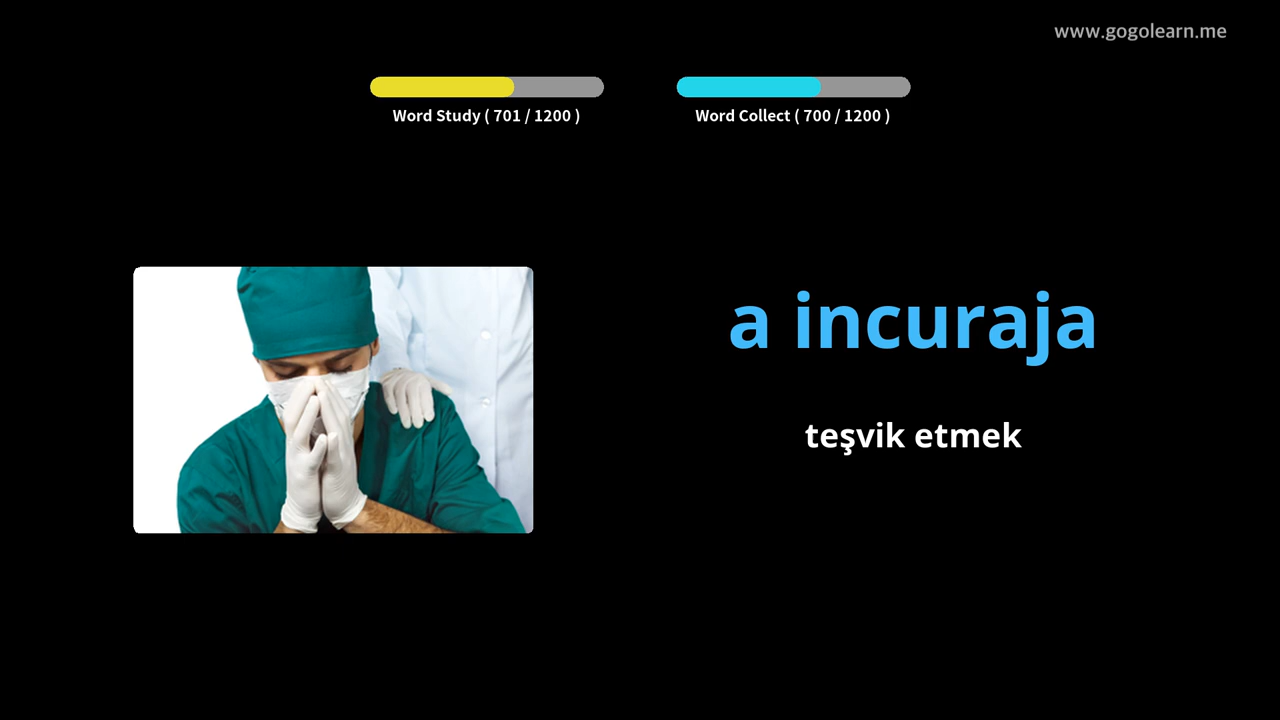 www.gogolearn.me
Word Study ( 701 / 1200 )
Word Collect ( 700 / 1200 )
a incuraja
teşvik etmek